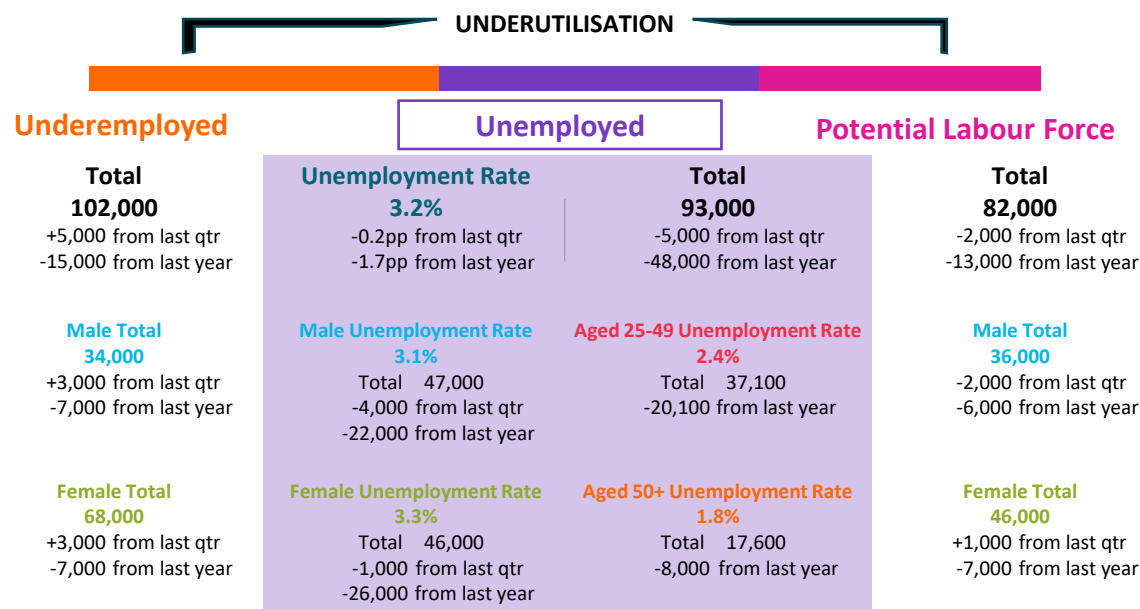 UNDERUTILISATION
Underemployed
Unemployed
Potential Labour Force
Total
102,000
+5,000 from last qtr
-15,000 from last year
Unemployment Rate
3.2%
-0.2pp from last qtr
-1.7pp from last year
Total
93,000
-5,000 from last qtr
-48,000 from last year
Total
82,000
-2,000 from last qtr
-13,000 from last year
Male Total
34,000
+3,000 from last qtr
-7,000 from last year
Male Unemployment Rate
3.1%
Total 47,000
-4,000 from last qtr
-22,000 from last year
Aged 25-49 Unemployment Rate
2.4%
Total 37,100
-20,100 from last year
Male Total
36,000
-2,000 from last qtr
-6,000 from last year
Female Total
68,000
+3,000 from last qtr
-7,000 from last year
Female Unemployment Rate
3.3%
Total 46,000
-1,000 from last qtr
-26,000 from last year
Aged 50+ Unemployment Rate
1.8%
Total 17,600
-8,000 from last year
Female Total
46,000
+1,000 from last qtr
-7,000 from last year